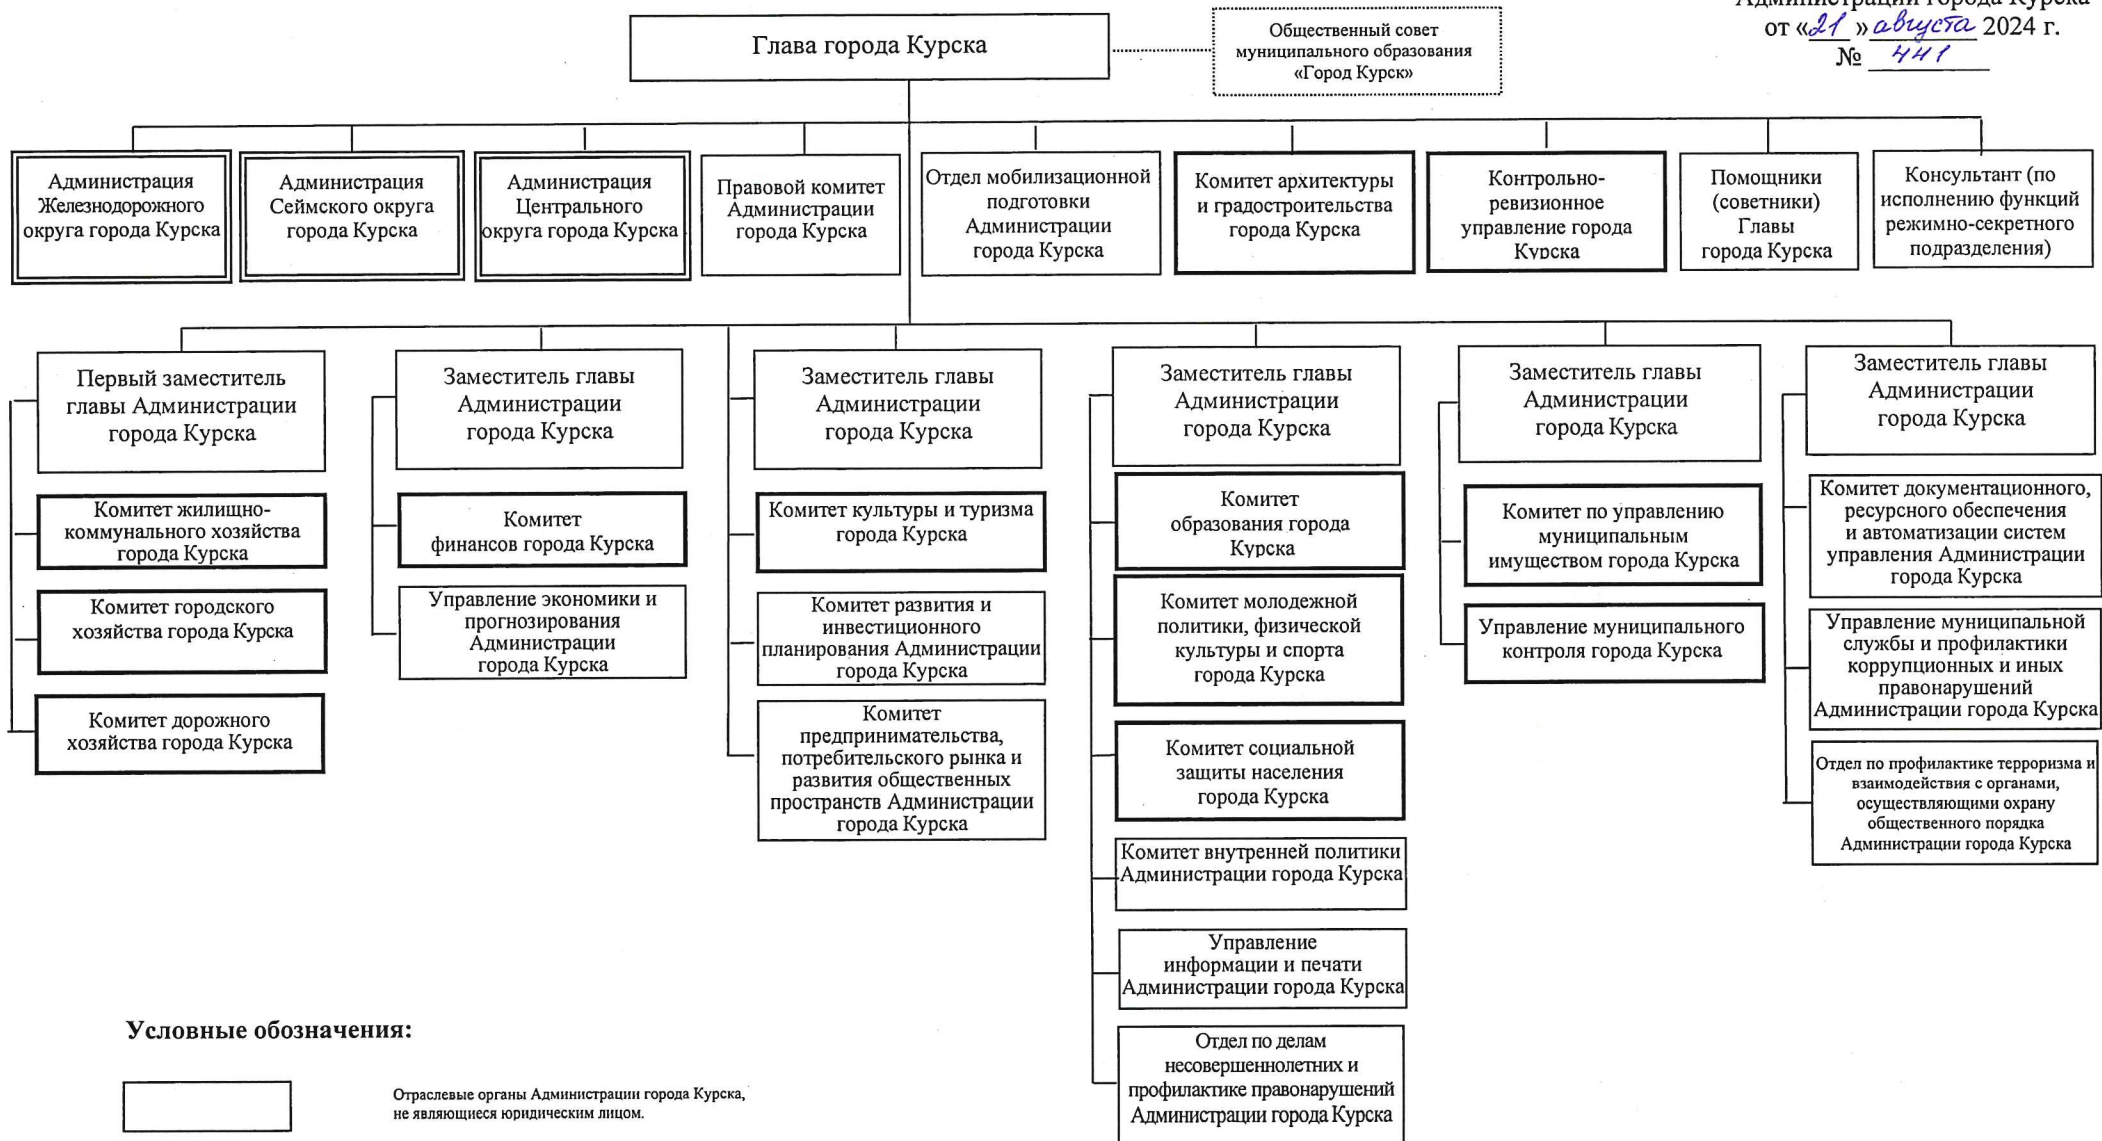 Администрации города Курска
от «21» августа 2024 г.
№ 441
Глава города Курска
Общественный совет
муниципального образования
«Город Курск»
Администрация
Железнодорожного
округа города Курска
Администрация
Сеймского округа
города Курска
Администрация
Центрального
округа города Курска
Правовой комитет
Администрации
города Курска
Отдел мобилизационной
подготовки
Администрации
города Курска
Комитет архитектуры
и градостроительства
города Курска
Контрольно-
ревизионное
управление города
Курска
Помощники
(советники)
Главы
города Курска
Консультант (по
исполнению функций
режимно-секретного
подразделения)
Первый заместитель
главы Администрации
города Курска
Комитет жилищно-
коммунального хозяйства
города Курска
Комитет городского
хозяйства города Курска
Комитет дорожного
хозяйства города Курска
Заместитель главы
Администрации
города Курска
Комитет
финансов города Курска
Управление экономики и
прогнозирования
Администрации
города Курска
Заместитель главы
Администрации
города Курска
Комитет культуры и туризма
города Курска
Комитет развития и
инвестиционного
планирования Администрации
города Курска
Комитет
предпринимательства,
потребительского рынка и
развития общественных
пространств Администрации
города Курска
Заместитель главы
Администрации
города Курска
Комитет
образования города
Курска
Комитет молодежной
политики, физической
культуры и спорта
города Курска
Комитет социальной
защиты населения
города Курска
Комитет внутренней политики
Администрации города Курска
Управление
информации и печати
Администрации города Курска
Отдел по делам
несовершеннолетних и
профилактике правонарушений
Администрации города Курска
Заместитель главы
Администрации
города Курска
Комитет по управлению
муниципальным
имуществом города Курска
Управление муниципального
контроля города Курска
Заместитель главы
Администрации
города Курска
Комитет документационного,
ресурсного обеспечения
и автоматизации систем
управления Администрации
города Курска
Управление муниципальной
службы и профилактики
коррупционных и иных
правонарушений
Администрации города Курска
Отдел по профилактике терроризма и
взаимодействия с органами,
осуществляющими охрану
общественного порядка
Администрации города Курска
Условные обозначения:
Отраслевые органы Администрации города Курска,
не являющиеся юридическим лицом.